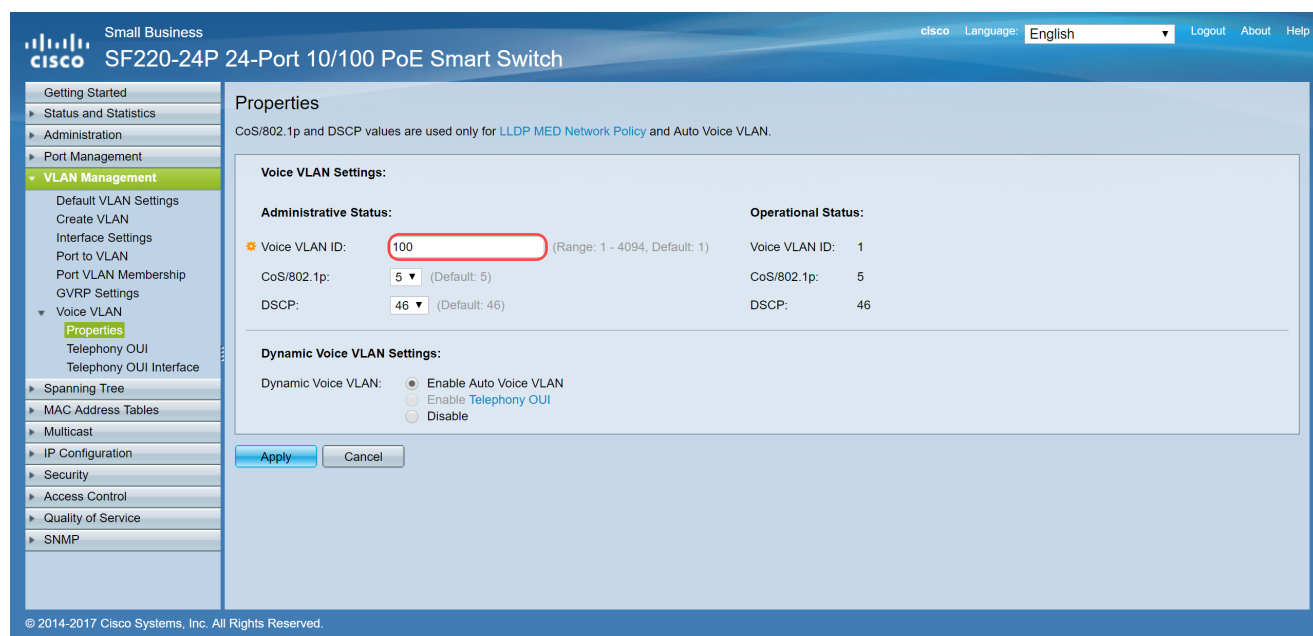 Small Business
cisco Language: English Logout About Help
CISCO SF220-24P 24-Port 10/100 PoE Smart Switch
Getting Started
Status and Statistics
Administration
Port Management
VLAN Management
Default VLAN Settings
Create VLAN
Interface Settings
Port to VLAN
Port VLAN Membership
GVRP Settings
Voice VLAN
Properties
Telephony OUI
Telephony OUI Interface
Spanning Tree
MAC Address Tables
Multicast
IP Configuration
Security
Access Control
Quality of Service
SNMP
Properties
CoS/802.1p and DSCP values are used only for LLDP MED Network Policy and Auto Voice VLAN.
Voice VLAN Settings:
Administrative Status: Operational Status:
Voice VLAN ID: 100 (Range: 1 - 4094, Default: 1) Voice VLAN ID: 1
CoS/802.1p: 5 (Default: 5) CoS/802.1p: 5
DSCP: 46 (Default: 46) DSCP: 46
Dynamic Voice VLAN Settings:
Dynamic Voice VLAN: Enable Auto Voice VLAN
Enable Telephony OUI
Disable
Apply Cancel
© 2014-2017 Cisco Systems, Inc. All Rights Reserved.